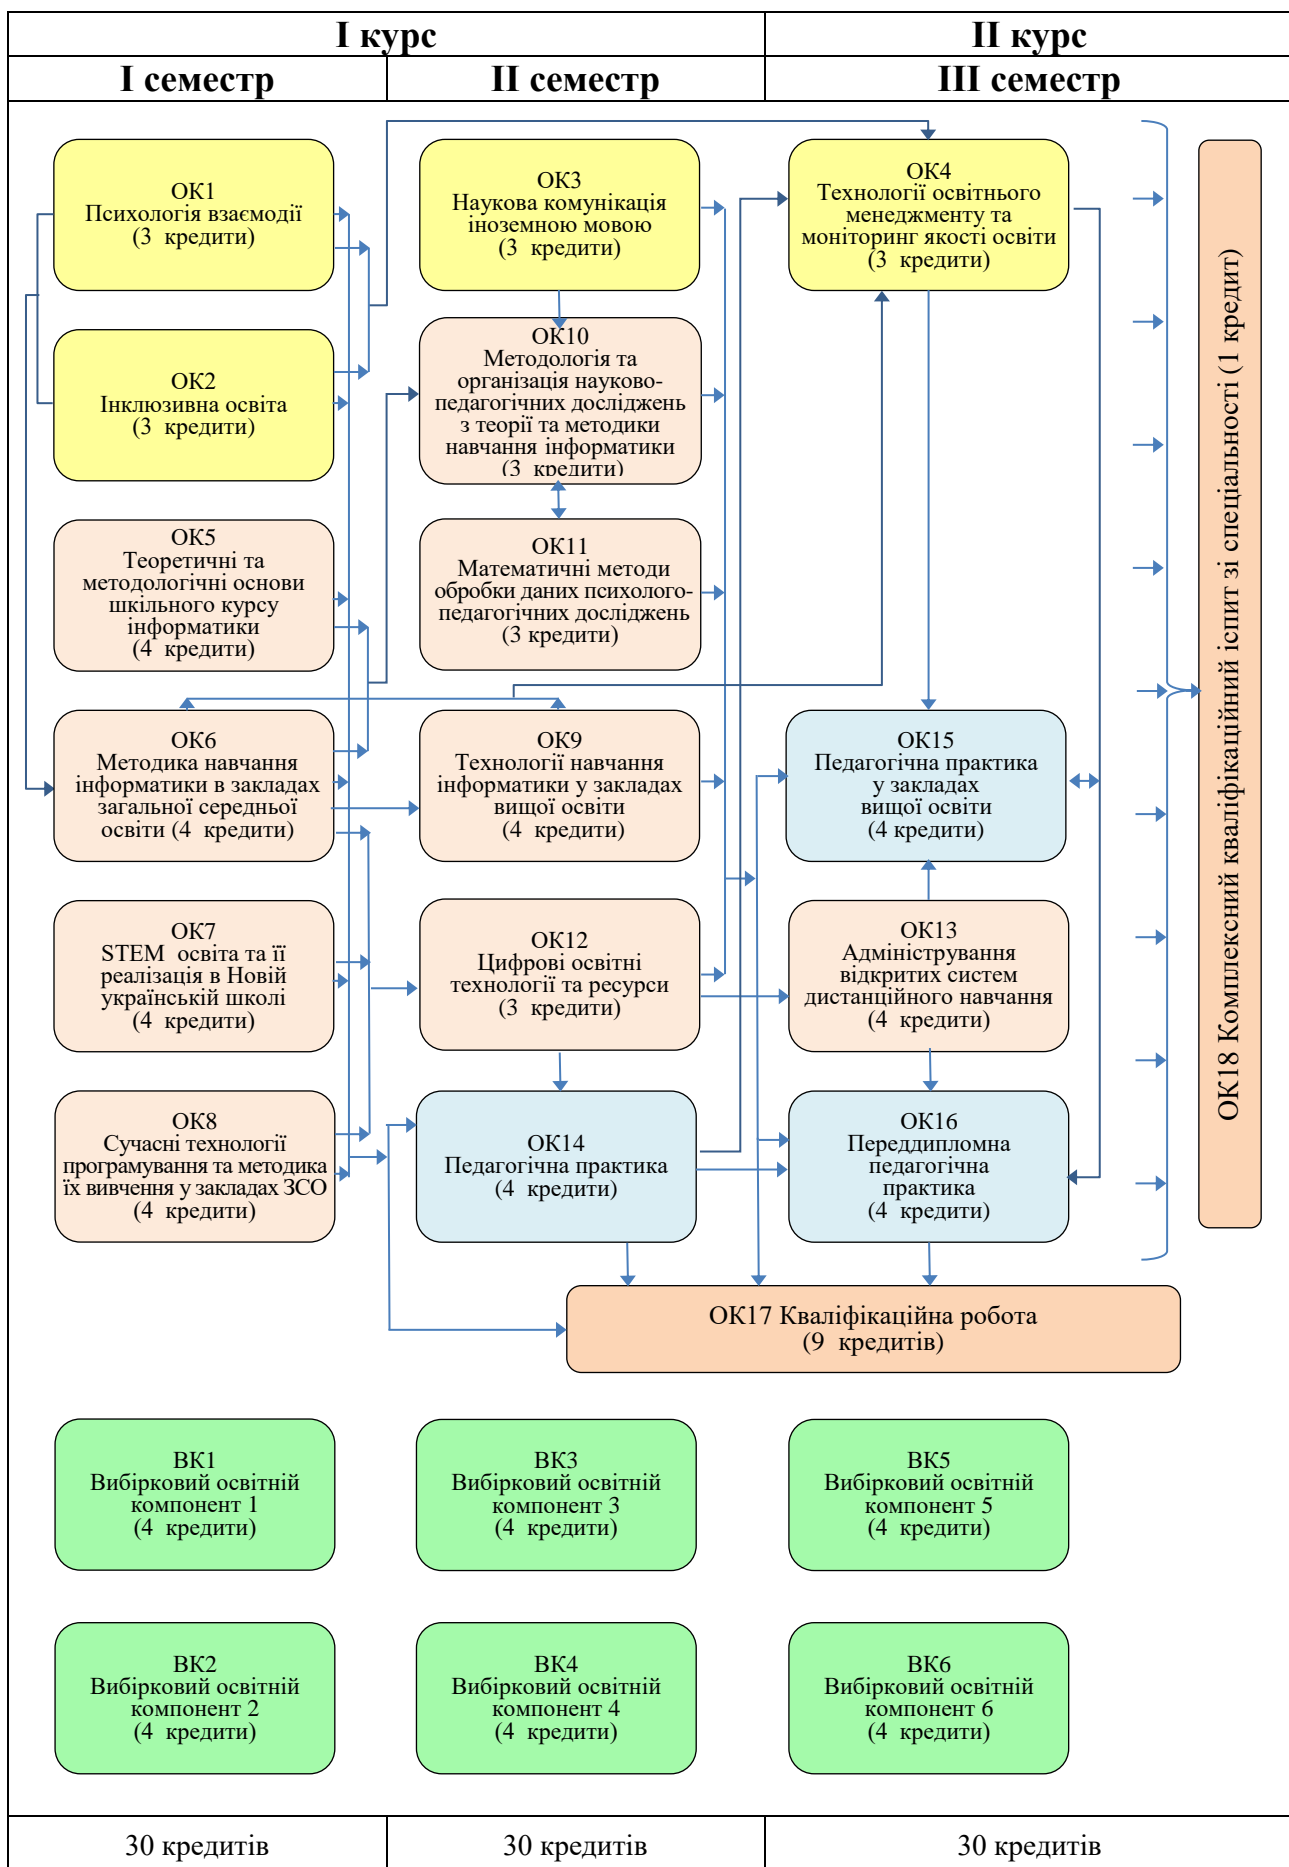 І курс
ІІ курс
І семестр
ІІ семестр
ІІІ семестр
ОК1
Психологія взаємодії
(3 кредити)
ОК2
Інклюзивна освіта
(3 кредити)
ОК5
Теоретичні та
методологічні основи
шкільного курсу
інформатики
(4 кредити)
ОК6
Методика навчання
інформатики в закладах
загальної середньої
освіти (4 кредити)
ОК7
STEM освіта та її
реалізація в Новій
українській школі
(4 кредити)
ОК8
Сучасні технології
програмування та методика
їх вивчення у закладах ЗСО
(4 кредити)
ОК3
Наукова комунікація
іноземною мовою
(3 кредити)
ОК10
Методологія та
організація науково-
педагогічних досліджень
з теорії та методики
навчання інформатики
(3 кредити)
ОК11
Математичні методи
обробки даних психолого-
педагогічних досліджень
(3 кредити)
ОК9
Технології навчання
інформатики у закладах
вищої освіти
(4 кредити)
ОК12
Цифрові освітні
технології та ресурси
(3 кредити)
ОК14
Педагогічна практика
(4 кредити)
ОК4
Технології освітнього
менеджменту та
моніторинг якості освіти
(3 кредити)
ОК15
Педагогічна практика
у закладах
вищої освіти
(4 кредити)
ОК13
Адміністрування
відкритих систем
дистанційного навчання
(4 кредити)
ОК16
Переддипломна
педагогічна
практика
(4 кредити)
ОК18 Комплексний кваліфікаційний іспит зі спеціальності (1 кредит)
ОК17 Кваліфікаційна робота
(9 кредитів)
ВК1
Вибірковий освітній
компонент 1
(4 кредити)
ВК3
Вибірковий освітній
компонент 3
(4 кредити)
ВК5
Вибірковий освітній
компонент 5
(4 кредити)
ВК2
Вибірковий освітній
компонент 2
(4 кредити)
ВК4
Вибірковий освітній
компонент 4
(4 кредити)
ВК6
Вибірковий освітній
компонент 6
(4 кредити)
30 кредитів
30 кредитів
30 кредитів